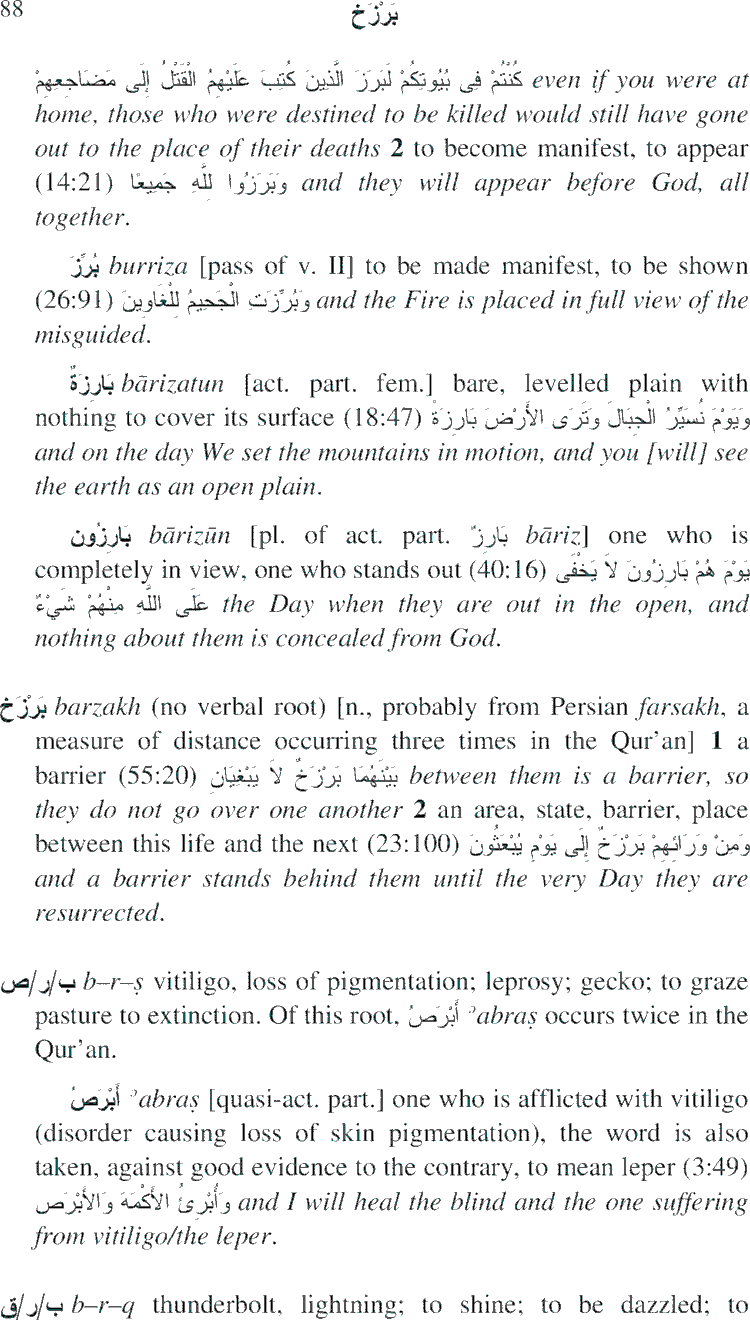 88 بَرْزَخ
كُنْتُمْ فِى بُيُوتِكُمْ لَبَرَزَ الَّذِينَ كُتِبَ عَلَيْهِمُ الْقَتْلُ إِلَى مَضَاجِعِهِمْ even if you were at
home, those who were destined to be killed would still have gone
out to the place of their deaths 2 to become manifest, to appear
(14:21) وَبَرَزُوا لِلَّهِ جَمِيعًا and they will appear before God, all
together.
بُرِّزَ burriza [pass of v. II] to be made manifest, to be shown
(26:91) وَبُرِّزَتِ الْجَحِيمُ لِلْغَاوِينَ and the Fire is placed in full view of the
misguided.
بَارِزِةٌ bārizatun [act. part. fem.] bare, levelled plain with
nothing to cover its surface (18:47) وَيَوْمَ نُسَيِّرُ الْجِبَالَ وَتَرَى الأَرْضَ بَارِزَةً
and on the day We set the mountains in motion, and you [will] see
the earth as an open plain.
بَارِزُون bārizūn [pl. of act. part. بَارِزٌ bāriz] one who is
completely in view, one who stands out (40:16) يَوْمَ هُمْ بَارِزُونَ لاَ يَخْفَى
عَلَى اللَّهِ مِنْهُمْ شَيْءٌ the Day when they are out in the open, and
nothing about them is concealed from God.
بَرْزَخ barzakh (no verbal root) [n., probably from Persian farsakh, a
measure of distance occurring three times in the Qur’an] 1 a
barrier (55:20) بَيْنَهُمَا بَرْزَخٌ لاَ يَبْغِيَانِ between them is a barrier, so
they do not go over one another 2 an area, state, barrier, place
between this life and the next (23:100) وَمِنْ وَرَائِهِمْ بَرْزَخٌ إِلَى يَوْمِ يُبْعَثُونَ
and a barrier stands behind them until the very Day they are
resurrected.
ب/ر/ص b–r–ṣ vitiligo, loss of pigmentation; leprosy; gecko; to graze
pasture to extinction. Of this root, أَبْرَصُ ʾabraṣ occurs twice in the
Qur’an.
أَبْرَصُ ʾabraṣ [quasi-act. part.] one who is afflicted with vitiligo
(disorder causing loss of skin pigmentation), the word is also
taken, against good evidence to the contrary, to mean leper (3:49)
وَأُبْرِئُ الأَكْمَهَ وَالأَبْرَص and I will heal the blind and the one suffering
from vitiligo/the leper.
ب/ر/ق b–r–q thunderbolt, lightning; to shine; to be dazzled; to